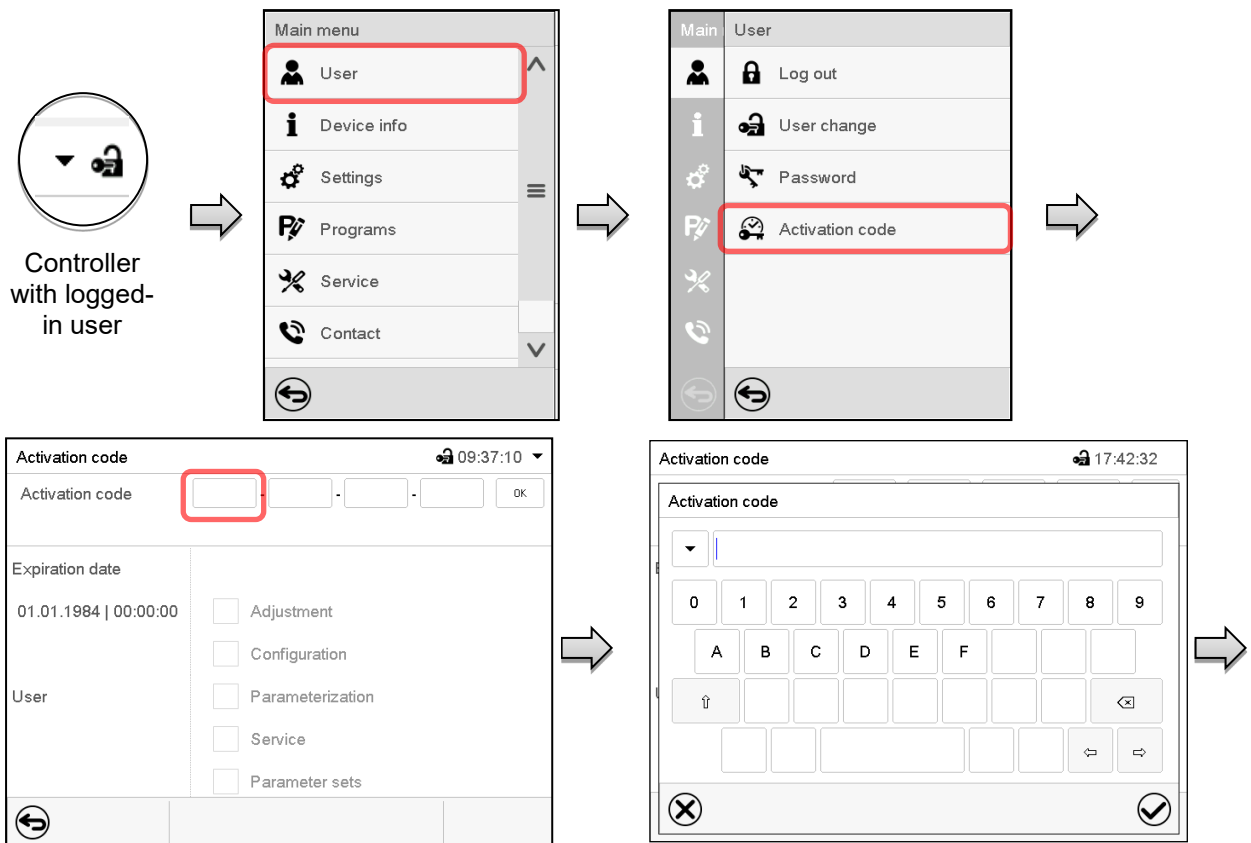 Controller
with logged-
in user
Main menu
User
Device info
Settings
Programs
Service
Contact
Main
User
Log out
User change
Password
Activation code
Activation code 09:37:10
Activation code - - - OK
Expiration date
01.01.1984 | 00:00:00
Adjustment
Configuration
User
Parameterization
Service
Parameter sets
Activation code 17:42:32
Activation code
0 1 2 3 4 5 6 7 8 9
A B C D E F